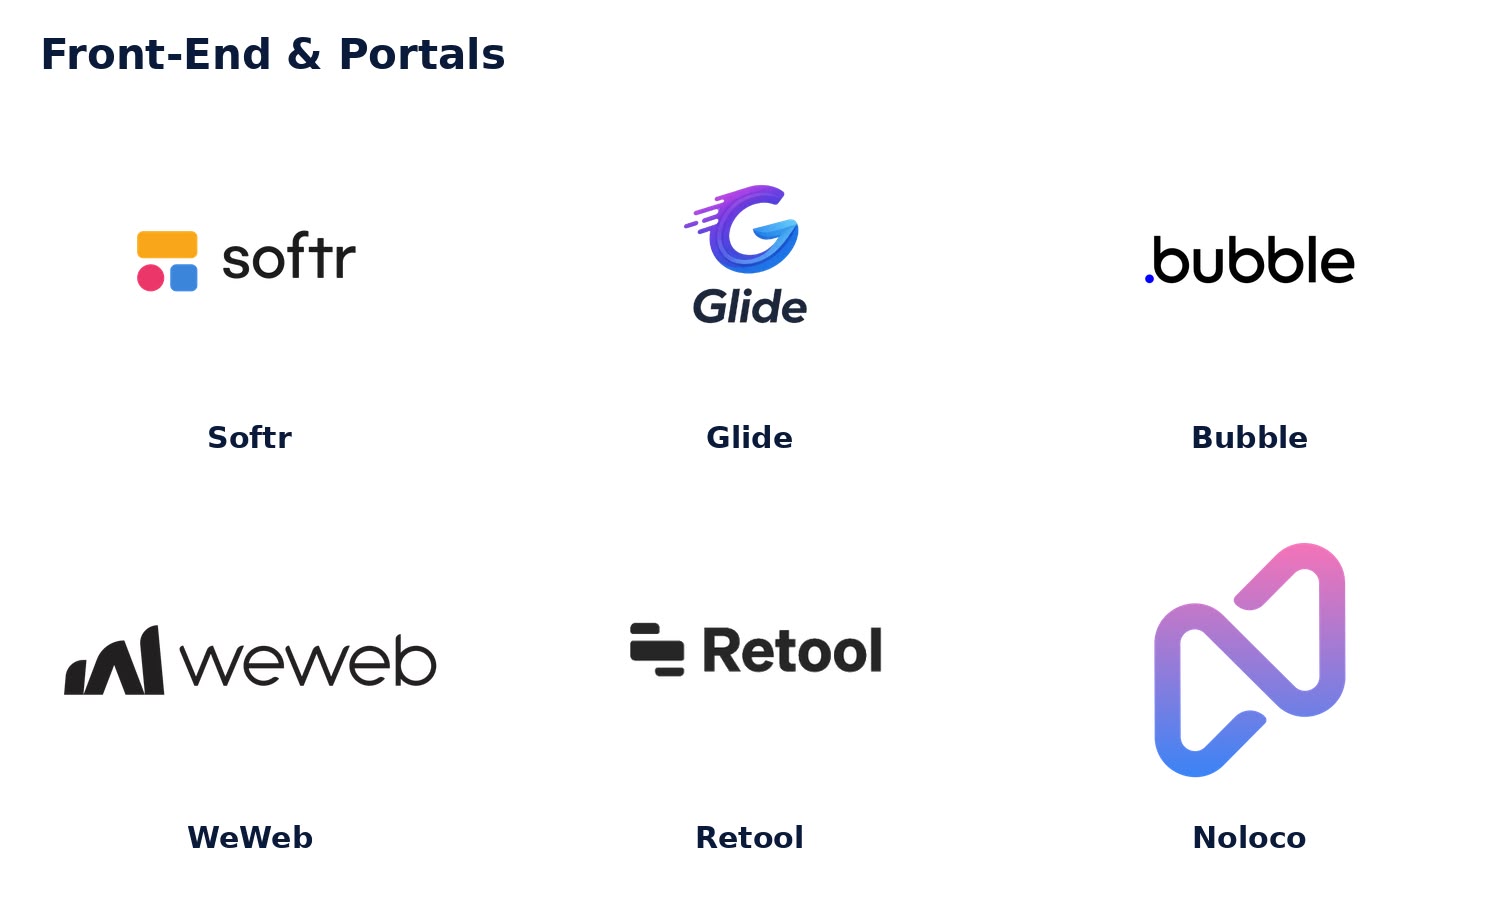 Front-End & Portals
softr
Glide
.bubble
Softr
Glide
Bubble
weweb
Retool
WeWeb
Retool
Noloco